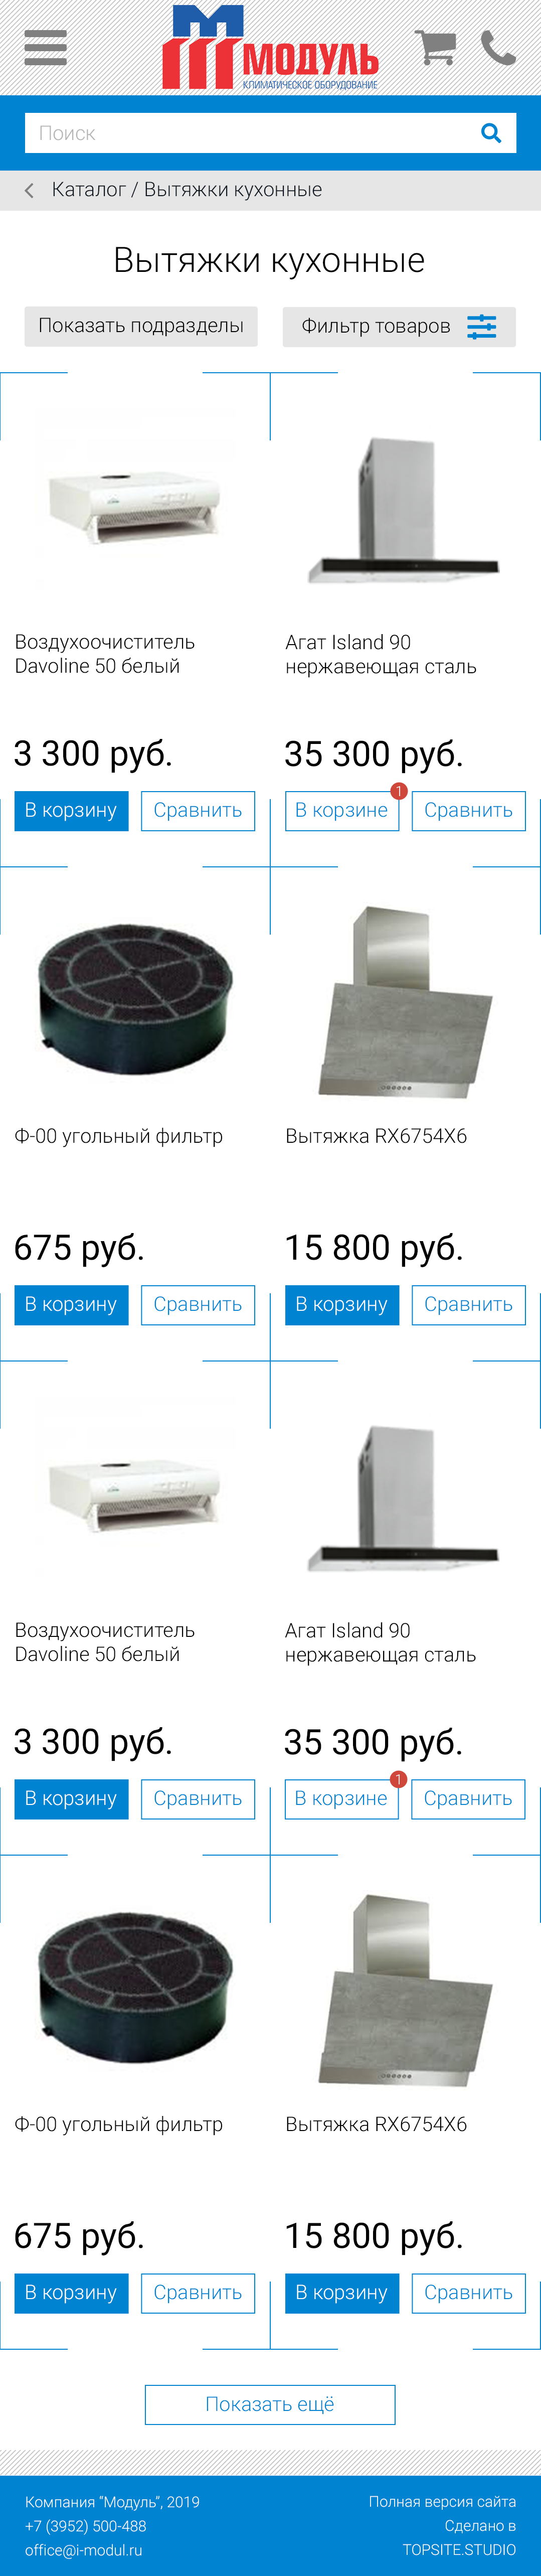 МОДУЛЬ
КЛИМАТИЧЕСКОЕ ОБОРУДОВАНИЕ
Поиск
Каталог / Вытяжки кухонные
Вытяжки кухонные
Показать подразделы
Фильтр товаров
Воздухоочиститель
Davoline 50 белый
3 300 руб.
В корзину
Сравнить
Агат Island 90
нержавеющая сталь
35 300 руб.
В корзине
1
Сравнить
Ф-00 угольный фильтр
675 руб.
В корзину
Сравнить
Вытяжка RX6754X6
15 800 руб.
В корзину
Сравнить
Воздухоочиститель
Davoline 50 белый
3 300 руб.
В корзину
Сравнить
Агат Island 90
нержавеющая сталь
35 300 руб.
В корзине
1
Сравнить
Ф-00 угольный фильтр
675 руб.
В корзину
Сравнить
Вытяжка RX6754X6
15 800 руб.
В корзину
Сравнить
Показать ещё
Компания “Модуль”, 2019
+7 (3952) 500-488
office@i-modul.ru
Полная версия сайта
Сделано в
TOPSITE.STUDIO